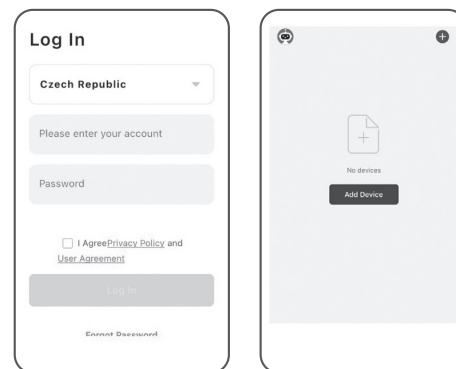 Log In
Czech Republic
Please enter your account
Password
I AgreePrivacy Policy and
User Agreement
Log In
Forgot Password
No devices
Add Device